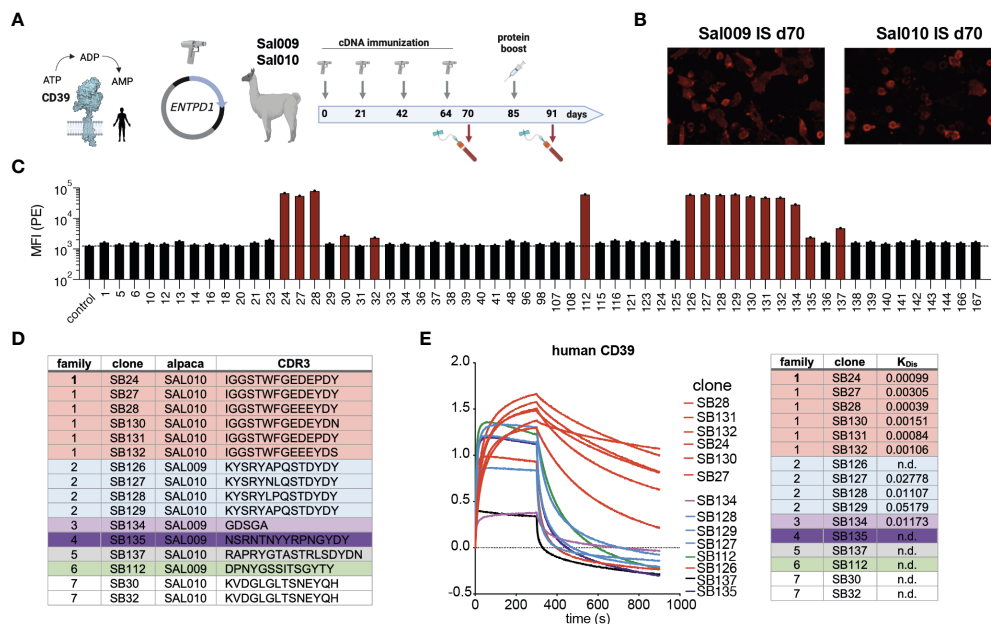 A
ADP
ATP
AMP
CD39
ENTPD1
Sal009
Sal010
cDNA immunization
protein
boost
0 21 42 64 70 85 91 days
B
Sal009 IS d70
Sal010 IS d70
C
MFI (PE)
10^5
10^4
10^3
10^2
control 1 5 6 10 12 13 14 16 18 20 21 23 24 27 28 29 30 31 32 33 34 36 37 38 39 40 41 48 96 98 107 108 112 115 116 121 123 124 125 126 127 128 129 130 131 132 134 135 136 137 138 139 140 141 142 143 144 166 167
D
family clone alpaca CDR3
1 SB24 SAL010 IGGSTWFGEDEPDY
1 SB27 SAL010 IGGSTWFGEDEYDY
1 SB28 SAL010 IGGSTWFGEEEYDY
1 SB130 SAL010 IGGSTWFGEDEYDN
1 SB131 SAL010 IGGSTWFGEDEPDY
1 SB132 SAL010 IGGSTWFGEEEYDS
2 SB126 SAL009 KYSRYAPQSTDYDY
2 SB127 SAL009 KYSRYNLQSTDYDY
2 SB128 SAL009 KYSRYLPQSTDYDY
2 SB129 SAL009 KYSRYAPQSTDYDY
3 SB134 SAL009 GDSGA
4 SB135 SAL009 NSRNTNYYRPNGYDY
5 SB137 SAL010 RAPRYGTASTRLSDYDN
6 SB112 SAL009 DPNYGSSITSGYTY
7 SB30 SAL010 KVDGLGLTSNEYQH
7 SB32 SAL010 KVDGLGLTSNEYQH
E
human CD39
2.0
1.5
1.0
0.5
0.0
-0.5
0 200 400 600 800 1000
time (s)
clone
SB28
SB131
SB132
SB24
SB130
SB27
SB134
SB128
SB129
SB127
SB112
SB126
SB137
SB135
family clone KDis
1 SB24 0.00099
1 SB27 0.00305
1 SB28 0.00039
1 SB130 0.00151
1 SB131 0.00084
1 SB132 0.00106
2 SB126 n.d.
2 SB127 0.02778
2 SB128 0.01107
2 SB129 0.05179
3 SB134 0.01173
4 SB135 n.d.
5 SB137 n.d.
6 SB112 n.d.
7 SB30 n.d.
7 SB32 n.d.